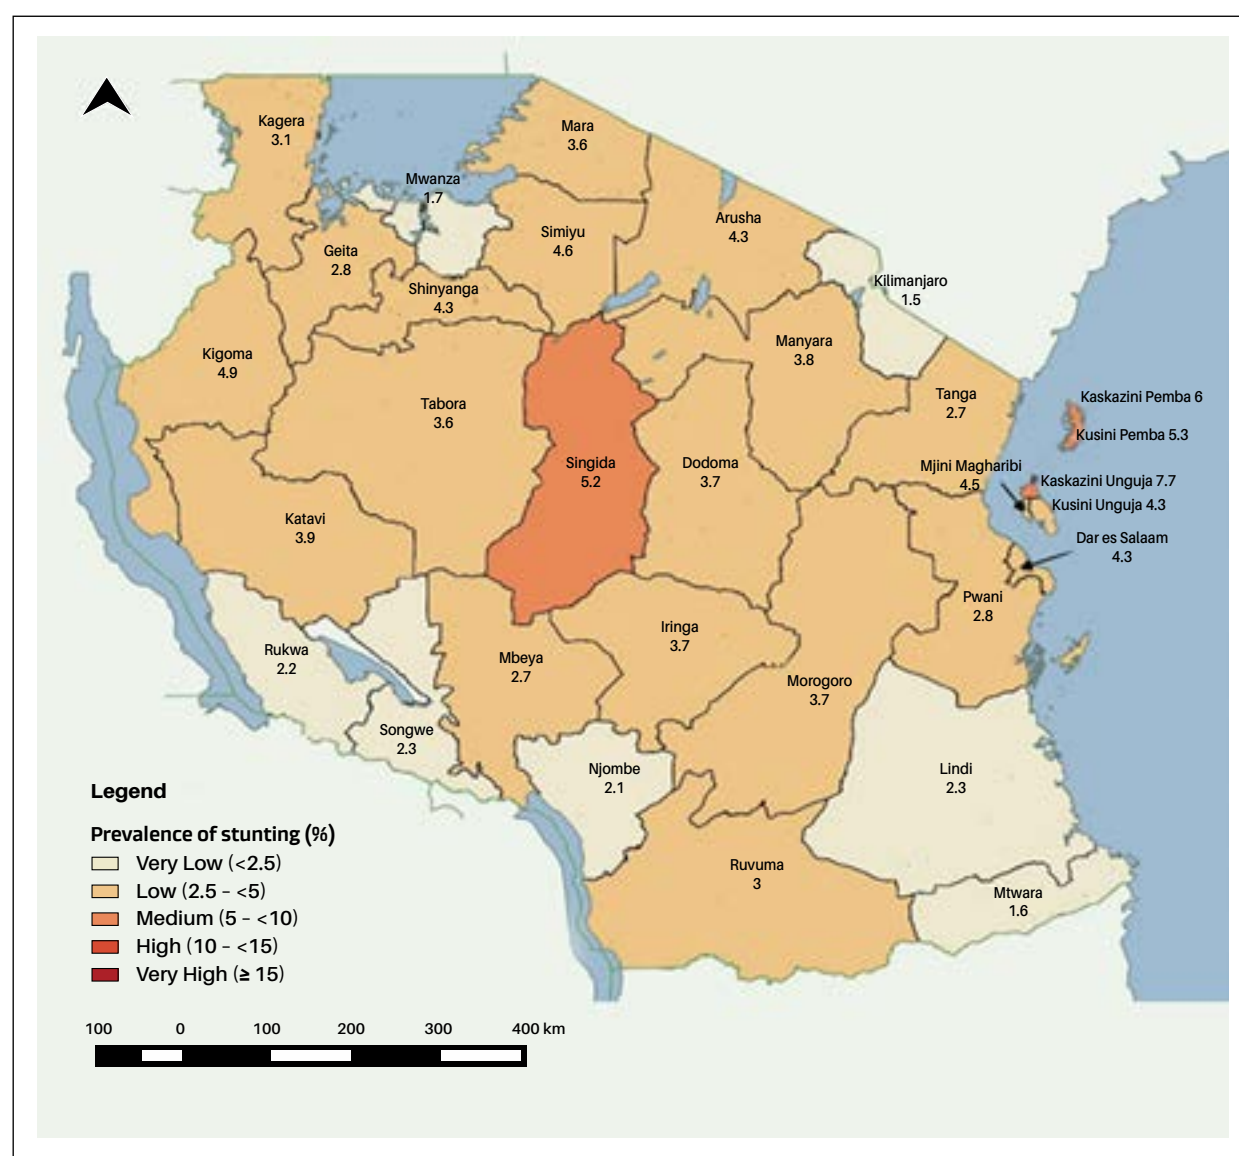 Kagera
3.1
Mara
3.6
Mwanza
1.7
Arusha
4.3
Simiyu
4.6
Geita
2.8
Shinyanga
4.3
Kilimanjaro
1.5
Kigoma
4.9
Manyara
3.8
Tabora
3.6
Tanga
2.7
Kaskazini Pemba 6
Kusini Pemba 5.3
Singida
5.2
Dodoma
3.7
Mjini Magharibi
4.5
Kaskazini Unguja 7.7
Kusini Unguja 4.3
Katavi
3.9
Dar es Salaam
4.3
Pwani
2.8
Iringa
3.7
Rukwa
2.2
Mbeya
2.7
Morogoro
3.7
Songwe
2.3
Njombe
2.1
Lindi
2.3
Ruvuma
3
Mtwara
1.6
Legend
Prevalence of stunting (%)
Very Low (<2.5)
Low (2.5 - <5)
Medium (5 - <10)
High (10 - <15)
Very High (≥ 15)
100 0 100 200 300 400 km